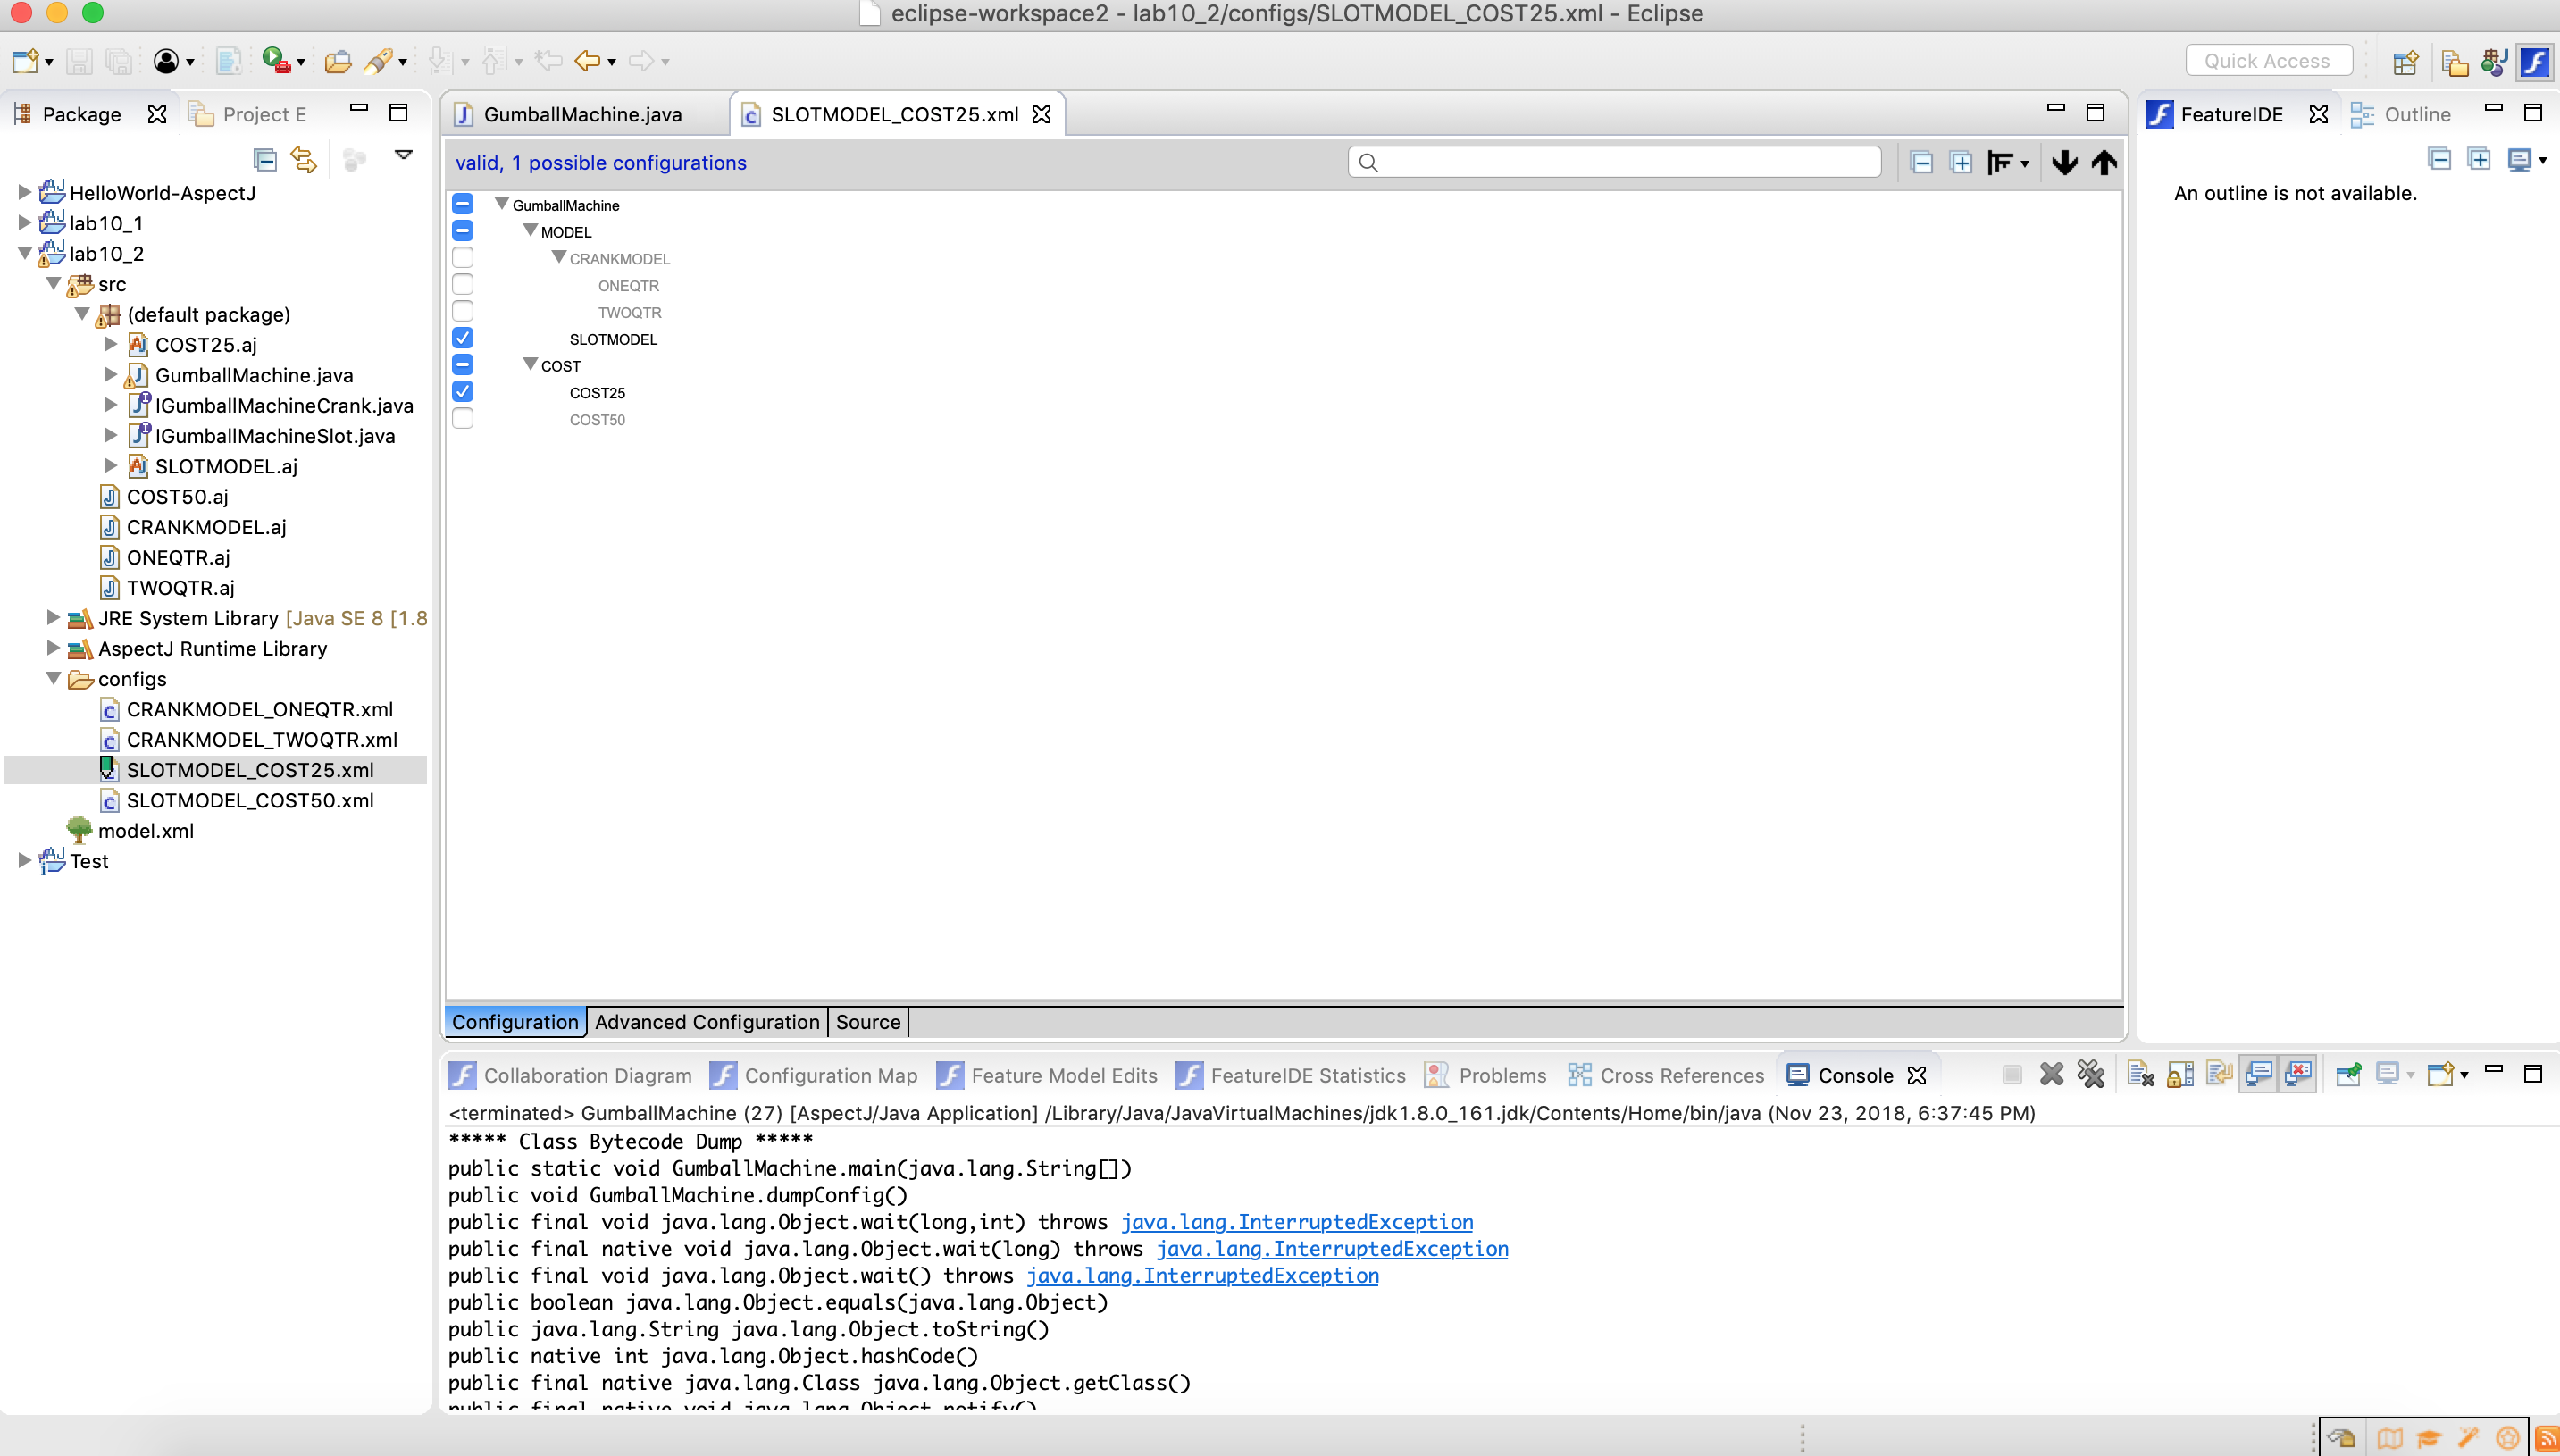 eclipse-workspace2 - lab10_2/configs/SLOTMODEL_COST25.xml - Eclipse
Quick Access
Package
Project E
HelloWorld-AspectJ
lab10_1
lab10_2
src
(default package)
COST25.aj
GumballMachine.java
IGumballMachineCrank.java
IGumballMachineSlot.java
SLOTMODEL.aj
COST50.aj
CRANKMODEL.aj
ONEQTR.aj
TWOQTR.aj
JRE System Library [Java SE 8 [1.8
AspectJ Runtime Library
configs
CRANKMODEL_ONEQTR.xml
CRANKMODEL_TWOQTR.xml
SLOTMODEL_COST25.xml
SLOTMODEL_COST50.xml
model.xml
Test
GumballMachine.java
SLOTMODEL_COST25.xml
valid, 1 possible configurations
GumballMachine
MODEL
CRANKMODEL
ONEQTR
TWOQTR
SLOTMODEL
COST
COST25
COST50
Configuration
Advanced Configuration
Source
FeatureIDE
Outline
An outline is not available.
Collaboration Diagram
Configuration Map
Feature Model Edits
FeatureIDE Statistics
Problems
Cross References
Console
<terminated> GumballMachine (27) [AspectJ/Java Application] /Library/Java/JavaVirtualMachines/jdk1.8.0_161.jdk/Contents/Home/bin/java (Nov 23, 2018, 6:37:45 PM)
***** Class Bytecode Dump *****
public static void GumballMachine.main(java.lang.String[])
public void GumballMachine.dumpConfig()
public final void java.lang.Object.wait(long,int) throws java.lang.InterruptedException
public final native void java.lang.Object.wait(long) throws java.lang.InterruptedException
public final void java.lang.Object.wait() throws java.lang.InterruptedException
public boolean java.lang.Object.equals(java.lang.Object)
public java.lang.String java.lang.Object.toString()
public native int java.lang.Object.hashCode()
public final native java.lang.Class java.lang.Object.getClass()
public final native void java.lang.Object.notify()